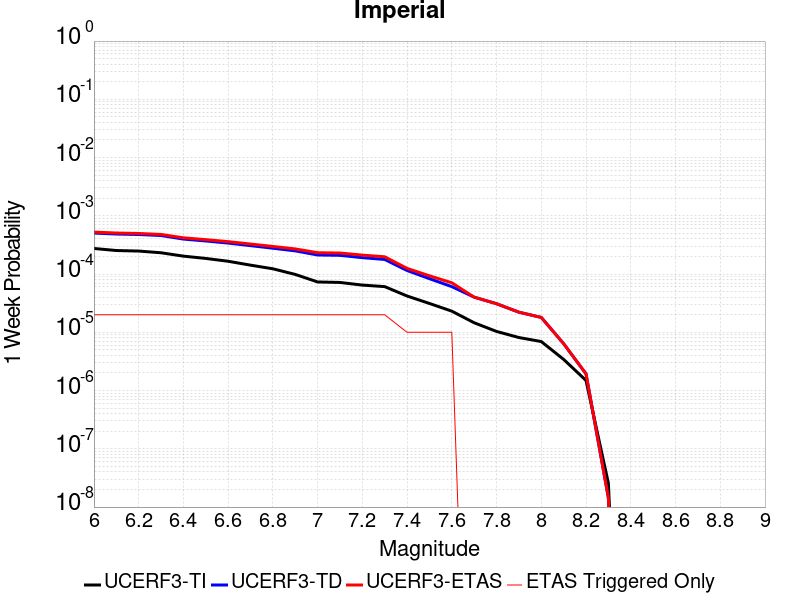 Imperial
10 0
10 -1
10 -2
10 -3
10 -4
10 -5
10 -6
10 -7
10 -8
1 Week Probability
6 6.2 6.4 6.6 6.8 7 7.2 7.4 7.6 7.8 8 8.2 8.4 8.6 8.8 9
Magnitude
UCERF3-TI UCERF3-TD UCERF3-ETAS ETAS Triggered Only